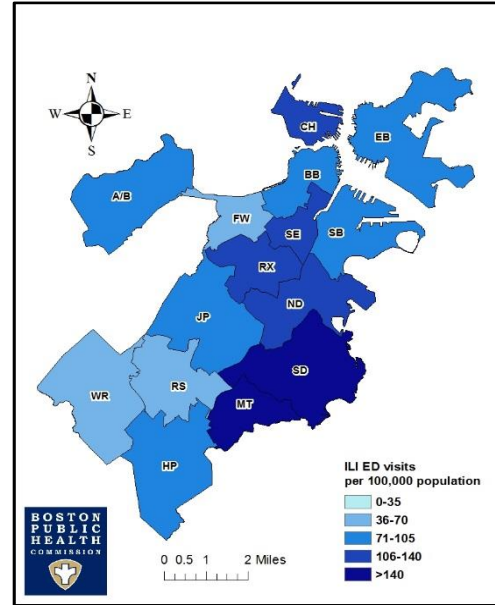 N
W E
S
CH
EB
A/B
BB
FW
SE
SB
RX
ND
JP
SD
WR
RS
MT
HP
ILI ED visits
per 100,000 population
0-35
36-70
71-105
106-140
>140
BOSTON
PUBLIC
HEALTH
COMMISSION
0 0.5 1 2 Miles